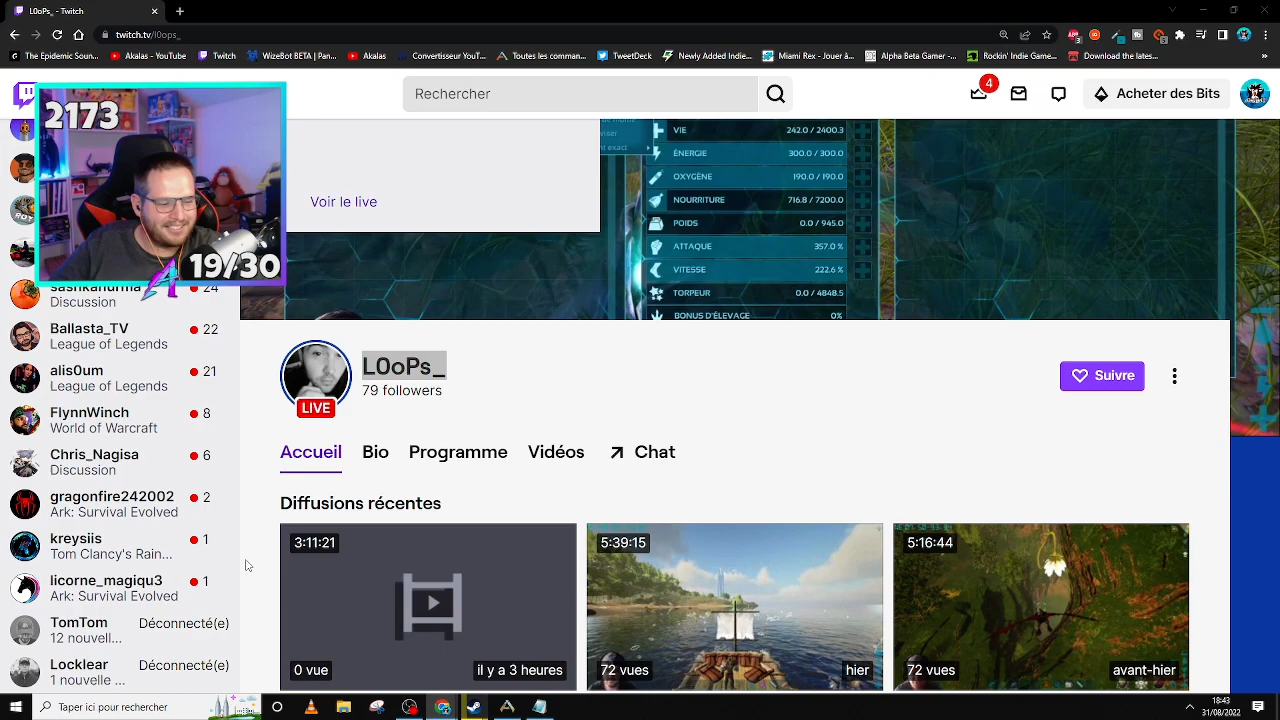 L0oPs_ - Twitch
twitch.tv/loops_
The Epidemic Soun... Akalas - YouTube Twitch WizeBot BETA | Pan... Akalas - YouTube Convertisseur YouT... Toutes les comman... TweetDeck Newly Added Indie... Miami Rex - Jouer à... Alpha Beta Gamer -... Rokklin Indie Game... Download the latest...
Rechercher
4
Acheter des Bits
2173
19/30
Voir le live
VIE 242.0 / 2400.3
ÉNERGIE 300.0 / 300.0
OXYGÈNE 190.0 / 190.0
NOURRITURE 716.8 / 7200.0
POIDS 0.0 / 945.0
ATTAQUE 357.0 %
VITESSE 222.6 %
TORPEUR 0.0 / 4848.5
BONUS D'ÉLEVAGE 0%
24
Discussion
Ballasta_TV 22
League of Legends
alis0um 21
League of Legends
FlynnWinch 8
World of Warcraft
Chris_Nagisa 6
Discussion
gragonfire242002 2
Ark: Survival Evolved
kreysiis 1
Tom Clancy's Rain...
licorne_magiqu3 1
Ark: Survival Evolved
TomTom Déconnecté(e)
12 nouvell...
Locklear Déconnecté(e)
1 nouvelle ...
L0oPs_
79 followers
LIVE
Suivre
Accueil Bio Programme Vidéos Chat
Diffusions récentes
3:11:21
0 vue il y a 3 heures
5:39:15
72 vues hier
5:16:44
72 vues avant-hier
Taper ici pour rechercher
18:43
31/08/2022